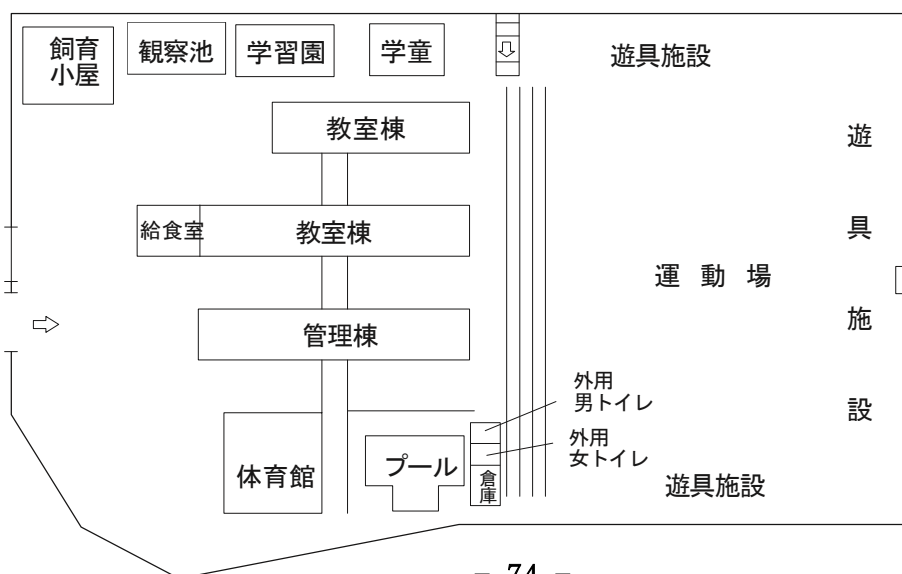 飼育
小屋
観察池
学習園
学童
遊具施設
教室棟
遊具施設
給食室
教室棟
運動場
管理棟
外用
男トイレ
外用
女トイレ
体育館
プール
倉庫
遊具施設
- 74 -